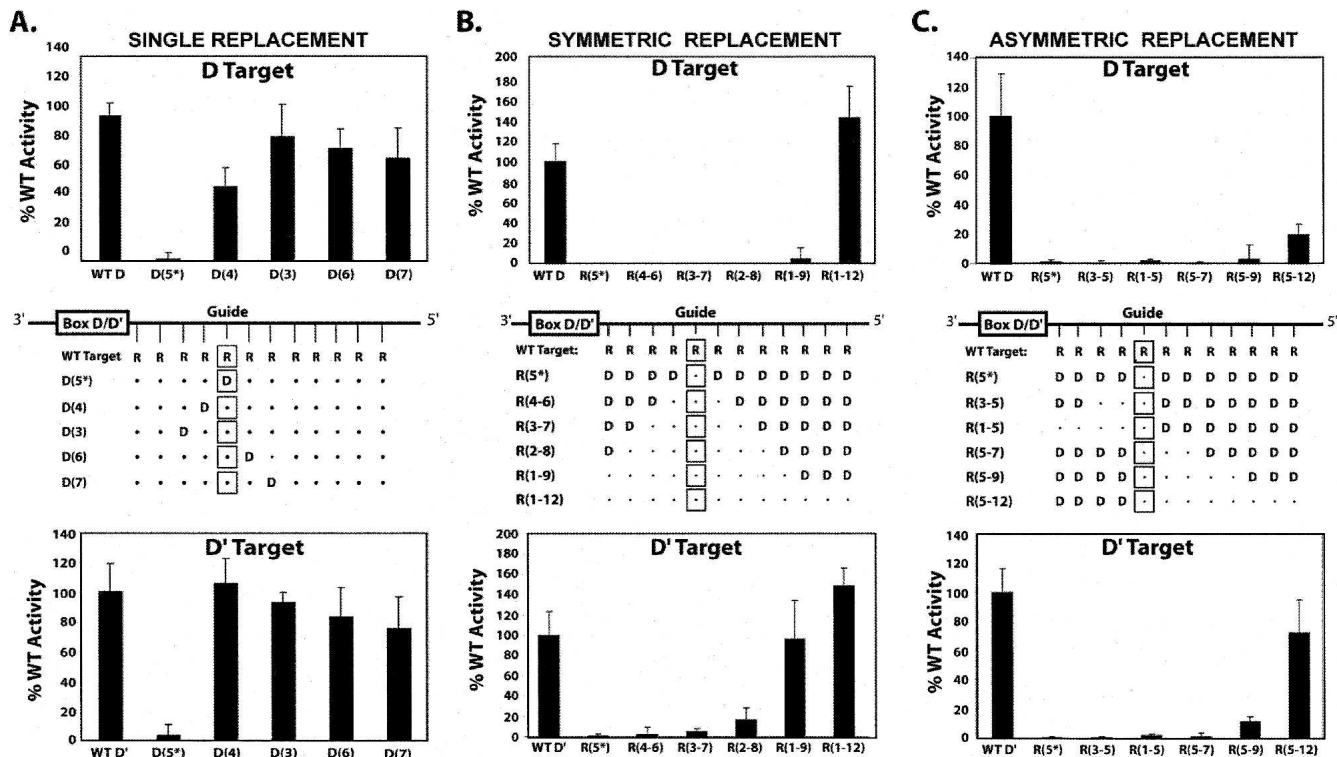 A.
SINGLE REPLACEMENT
D Target
% WT Activity
140
120
100
80
60
40
20
0
WT D D(5*) D(4) D(3) D(6) D(7)
3' Box D/D' Guide 5'
WT Target R R R R R R R R R R R R
D(5*) • • • • D • • • • • • •
D(4) • • • D • • • • • • • •
D(3) • • D • • • • • • • • •
D(6) • • • • • D • • • • • •
D(7) • • • • • • D • • • • •
D' Target
% WT Activity
140
120
100
80
60
40
20
0
WT D' D(5*) D(4) D(3) D(6) D(7)
B.
SYMMETRIC REPLACEMENT
D Target
% WT Activity
200
180
160
140
120
100
80
60
40
20
0
WT D R(5*) R(4-6) R(3-7) R(2-8) R(1-9) R(1-12)
3' Box D/D' Guide 5'
WT Target: R R R R R R R R R R R
R(5*) D D D D · D D D D D D D
R(4-6) D D D · · · D D D D D D
R(3-7) D D · · · · · D D D D D
R(2-8) D · · · · · · · D D D D
R(1-9) · · · · · · · · · D D D
R(1-12) · · · · · · · · · · · ·
D' Target
% WT Activity
200
180
160
140
120
100
80
60
40
20
0
WT D' R(5*) R(4-6) R(3-7) R(2-8) R(1-9) R(1-12)
C.
ASYMMETRIC REPLACEMENT
D Target
% WT Activity
140
120
100
80
60
40
20
0
WT D R(5*) R(3-5) R(1-5) R(5-7) R(5-9) R(5-12)
3' Box D/D' Guide 5'
WT Target: R R R R R R R R R R R R
R(5*) D D D D · D D D D D D D
R(3-5) D D · · · D D D D D D D
R(1-5) · · · · · D D D D D D D
R(5-7) D D D D · · · D D D D D
R(5-9) D D D D · · · · · D D D
R(5-12) D D D D · · · · · · · ·
D' Target
% WT Activity
140
120
100
80
60
40
20
0
WT D' R(5*) R(3-5) R(1-5) R(5-7) R(5-9) R(5-12)